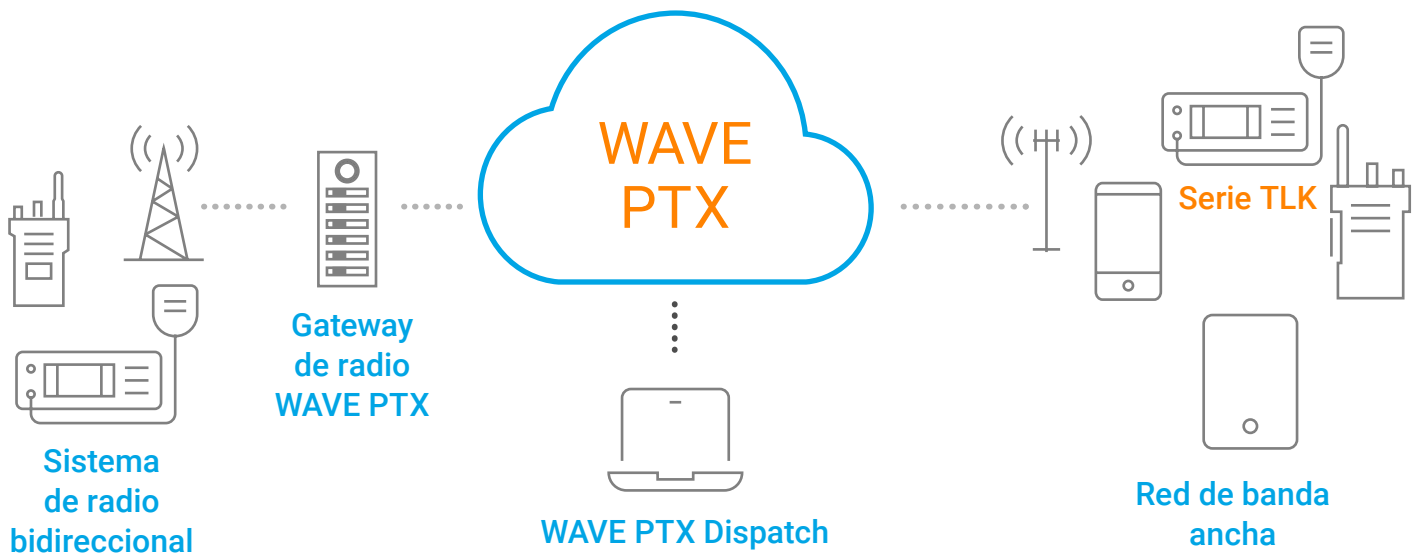 WAVE
PTX
Serie TLK
Gateway
de radio
WAVE PTX
Sistema
de radio
bidireccional
WAVE PTX Dispatch
Red de banda
ancha